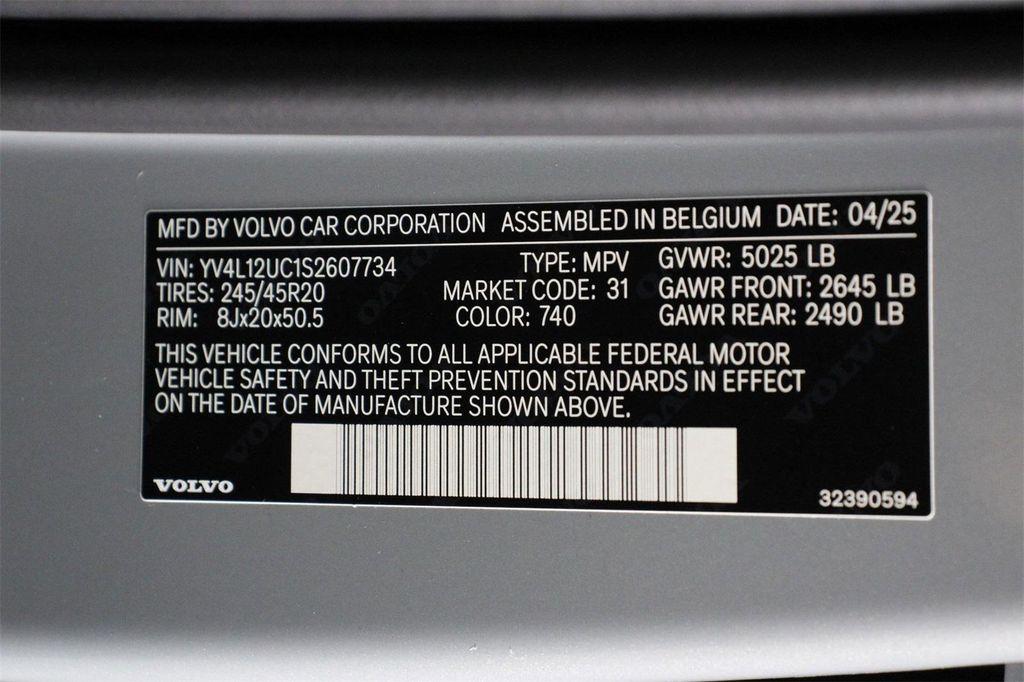 MFD BY VOLVO CAR CORPORATION ASSEMBLED IN BELGIUM DATE: 04/25
VIN: YV4L12UC1S2607734 TYPE: MPV GVWR: 5025 LB
TIRES: 245/45R20 MARKET CODE: 31 GAWR FRONT: 2645 LB
RIM: 8Jx20x50.5 COLOR: 740 GAWR REAR: 2490 LB
THIS VEHICLE CONFORMS TO ALL APPLICABLE FEDERAL MOTOR
VEHICLE SAFETY AND THEFT PREVENTION STANDARDS IN EFFECT
ON THE DATE OF MANUFACTURE SHOWN ABOVE.
VOLVO 32390594